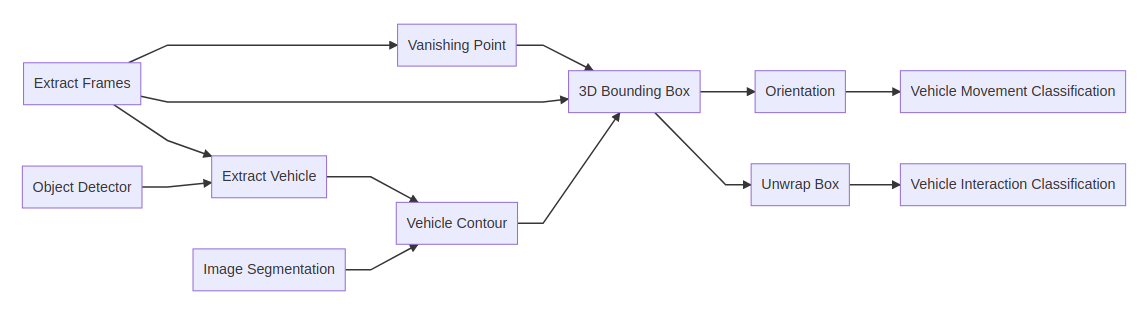 Vanishing Point
Extract Frames
3D Bounding Box
Orientation
Vehicle Movement Classification
Extract Vehicle
Object Detector
Unwrap Box
Vehicle Interaction Classification
Vehicle Contour
Image Segmentation